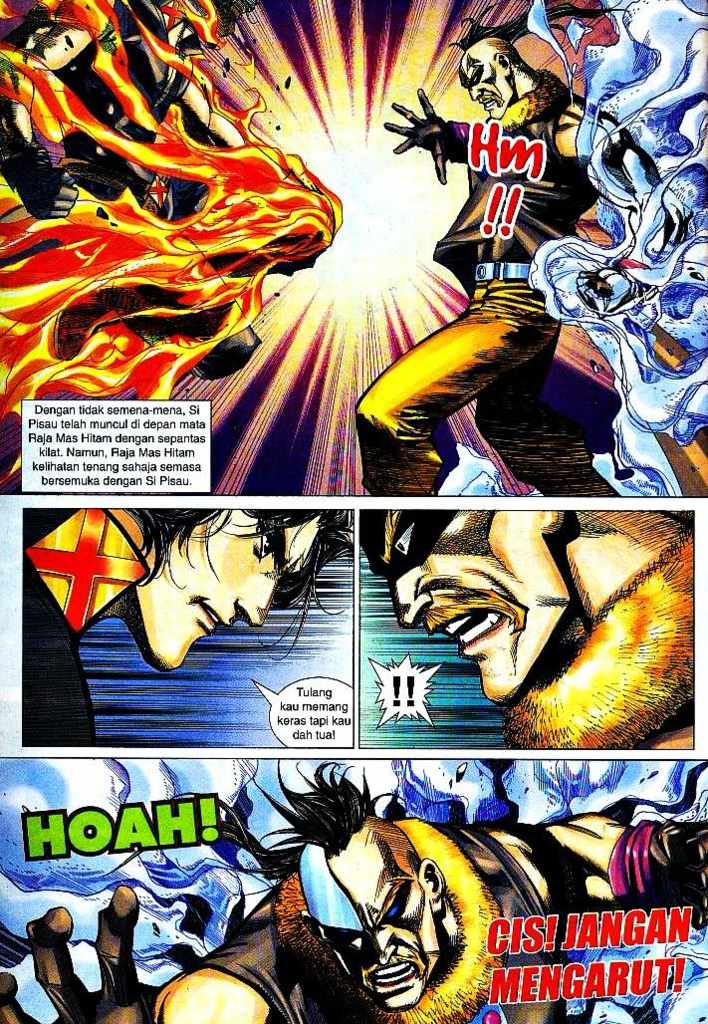 Hm
!!
Dengan tidak semena-mena, Si
Pisau telah muncul di depan mata
Raja Mas Hitam dengan sepantas
kilat. Namun, Raja Mas Hitam
kelihatan tenang sahaja semasa
bersemuka dengan Si Pisau.
Tulang
kau memang
keras tapi kau
dah tua!
!!
HOAH!
CIS! JANGAN
MENGARUT!